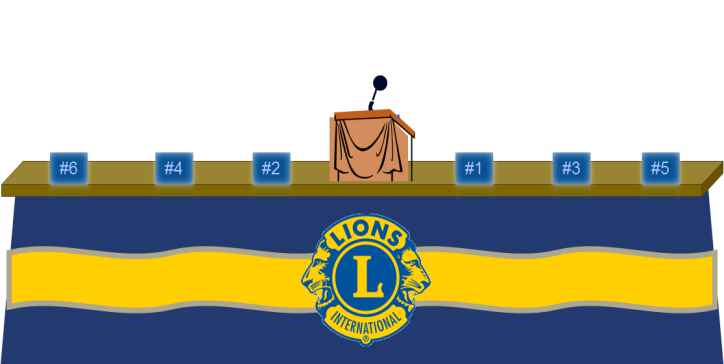 #6 #4 #2 #1 #3 #5
LIONS
L
INTERNATIONAL
®